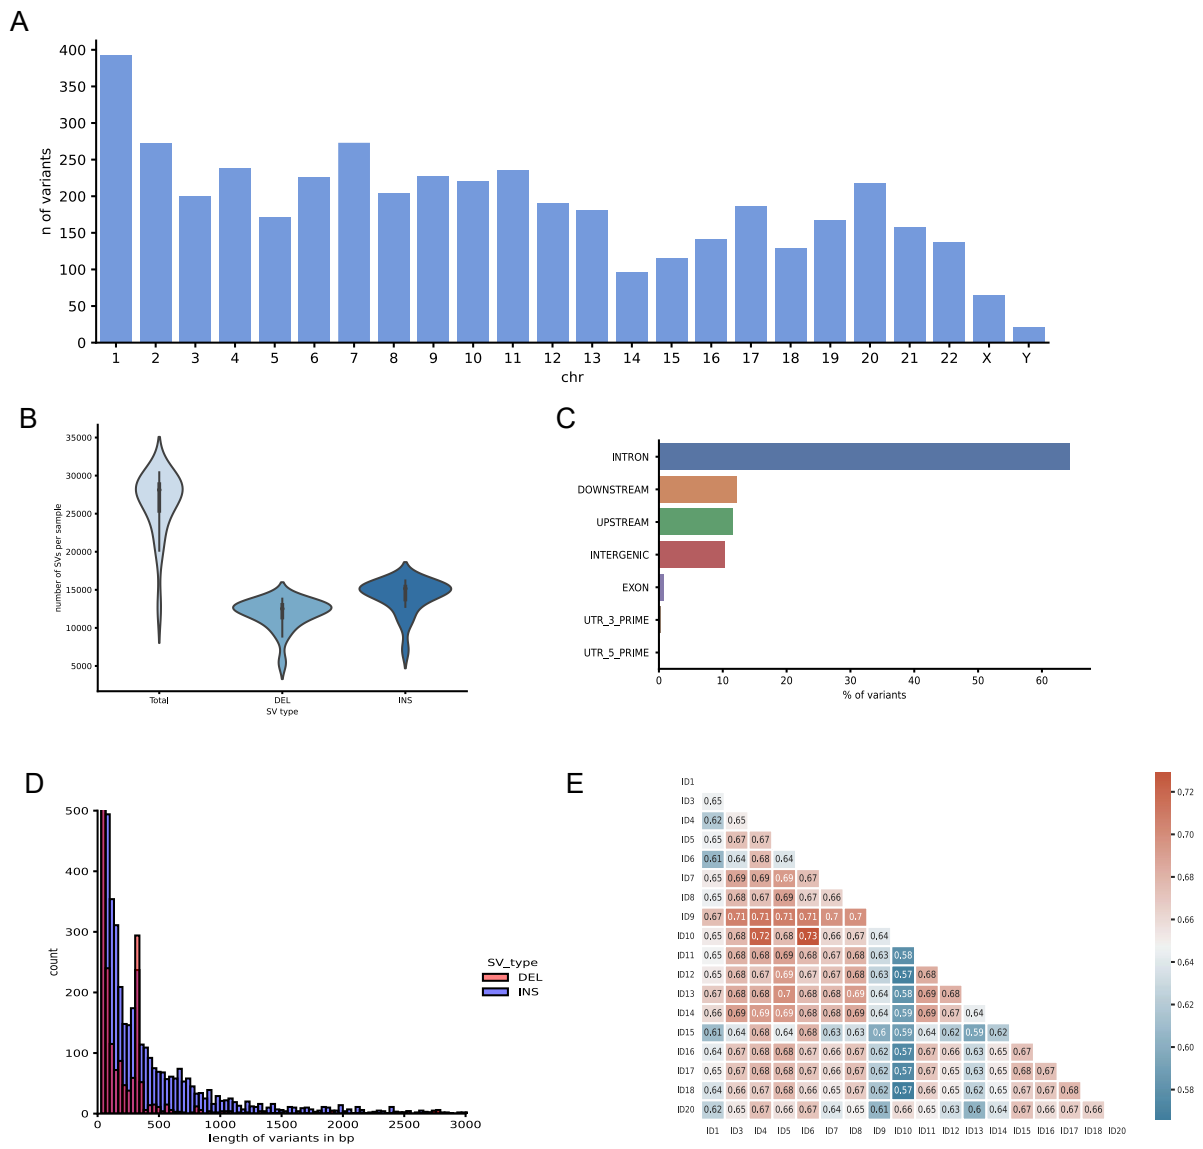 A
400
350
300
250
200
150
100
50
0
n of variants
1 2 3 4 5 6 7 8 9 10 11 12 13 14 15 16 17 18 19 20 21 22 X Y
chr
B
35000
30000
25000
20000
15000
10000
5000
number of SVs per sample
Total DEL INS
SV type
C
INTRON
DOWNSTREAM
UPSTREAM
INTERGENIC
EXON
UTR_3_PRIME
UTR_5_PRIME
0 10 20 30 40 50 60
% of variants
D
500
400
300
200
100
0
count
0 500 1000 1500 2000 2500 3000
length of variants in bp
SV_type
DEL
INS
E
ID1
ID3 0,65
ID4 0,62 0,65
ID5 0,65 0,67 0,67
ID6 0,61 0,64 0,68 0,64
ID7 0,65 0,69 0,69 0,69 0,67
ID8 0,65 0,68 0,67 0,69 0,67 0,66
ID9 0,67 0,71 0,71 0,71 0,71 0,7 0,7
ID10 0,65 0,68 0,72 0,68 0,73 0,66 0,67 0,64
ID11 0,65 0,68 0,68 0,69 0,68 0,67 0,68 0,63 0,58
ID12 0,65 0,68 0,67 0,69 0,67 0,67 0,68 0,63 0,57 0,68
ID13 0,67 0,68 0,68 0,7 0,68 0,68 0,69 0,64 0,58 0,69 0,68
ID14 0,66 0,69 0,69 0,69 0,68 0,68 0,69 0,64 0,59 0,69 0,67 0,64
ID15 0,61 0,64 0,68 0,64 0,68 0,63 0,63 0,6 0,59 0,64 0,62 0,59 0,62
ID16 0,64 0,67 0,68 0,68 0,67 0,66 0,67 0,62 0,57 0,67 0,66 0,63 0,65 0,67
ID17 0,64 0,67 0,68 0,68 0,67 0,66 0,67 0,62 0,57 0,67 0,66 0,63 0,65 0,68 0,67
ID18 0,64 0,66 0,67 0,68 0,66 0,65 0,67 0,62 0,57 0,66 0,65 0,62 0,65 0,67 0,67 0,68
ID20 0,62 0,65 0,67 0,66 0,67 0,64 0,65 0,61 0,66 0,65 0,63 0,6 0,64 0,67 0,66 0,68 0,66
ID1 ID3 ID4 ID5 ID6 ID7 ID8 ID9 ID10 ID11 ID12 ID13 ID14 ID15 ID16 ID17 ID18 ID20
0,72
0,70
0,68
0,66
0,64
0,62
0,60
0,58